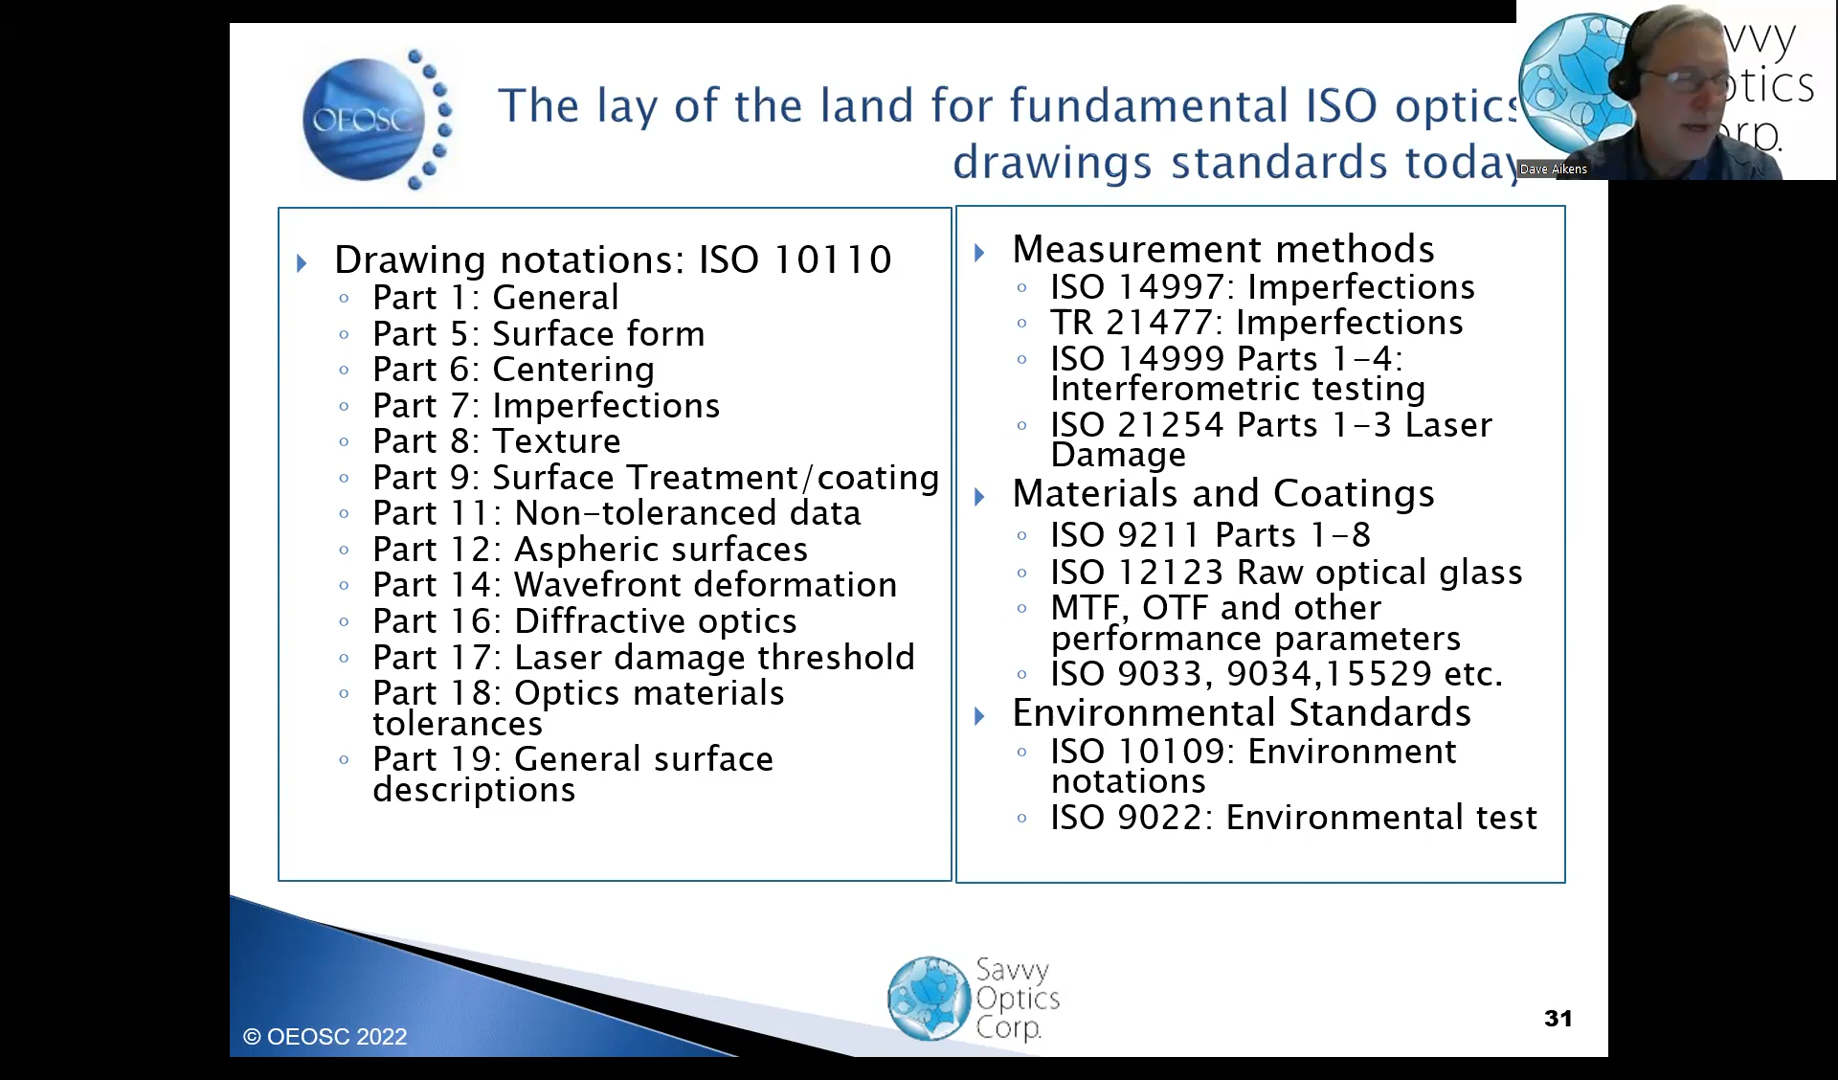 OEOSC
The lay of the land for fundamental ISO optics
drawings standards today
vvy
ptics
orp.
Dave Aikens
Drawing notations: ISO 10110
Part 1: General
Part 5: Surface form
Part 6: Centering
Part 7: Imperfections
Part 8: Texture
Part 9: Surface Treatment/coating
Part 11: Non-toleranced data
Part 12: Aspheric surfaces
Part 14: Wavefront deformation
Part 16: Diffractive optics
Part 17: Laser damage threshold
Part 18: Optics materials
tolerances
Part 19: General surface
descriptions
Measurement methods
ISO 14997: Imperfections
TR 21477: Imperfections
ISO 14999 Parts 1-4:
Interferometric testing
ISO 21254 Parts 1-3 Laser
Damage
Materials and Coatings
ISO 9211 Parts 1-8
ISO 12123 Raw optical glass
MTF, OTF and other
performance parameters
ISO 9033, 9034,15529 etc.
Environmental Standards
ISO 10109: Environment
notations
ISO 9022: Environmental test
Savvy
Optics
Corp.
31
© OEOSC 2022